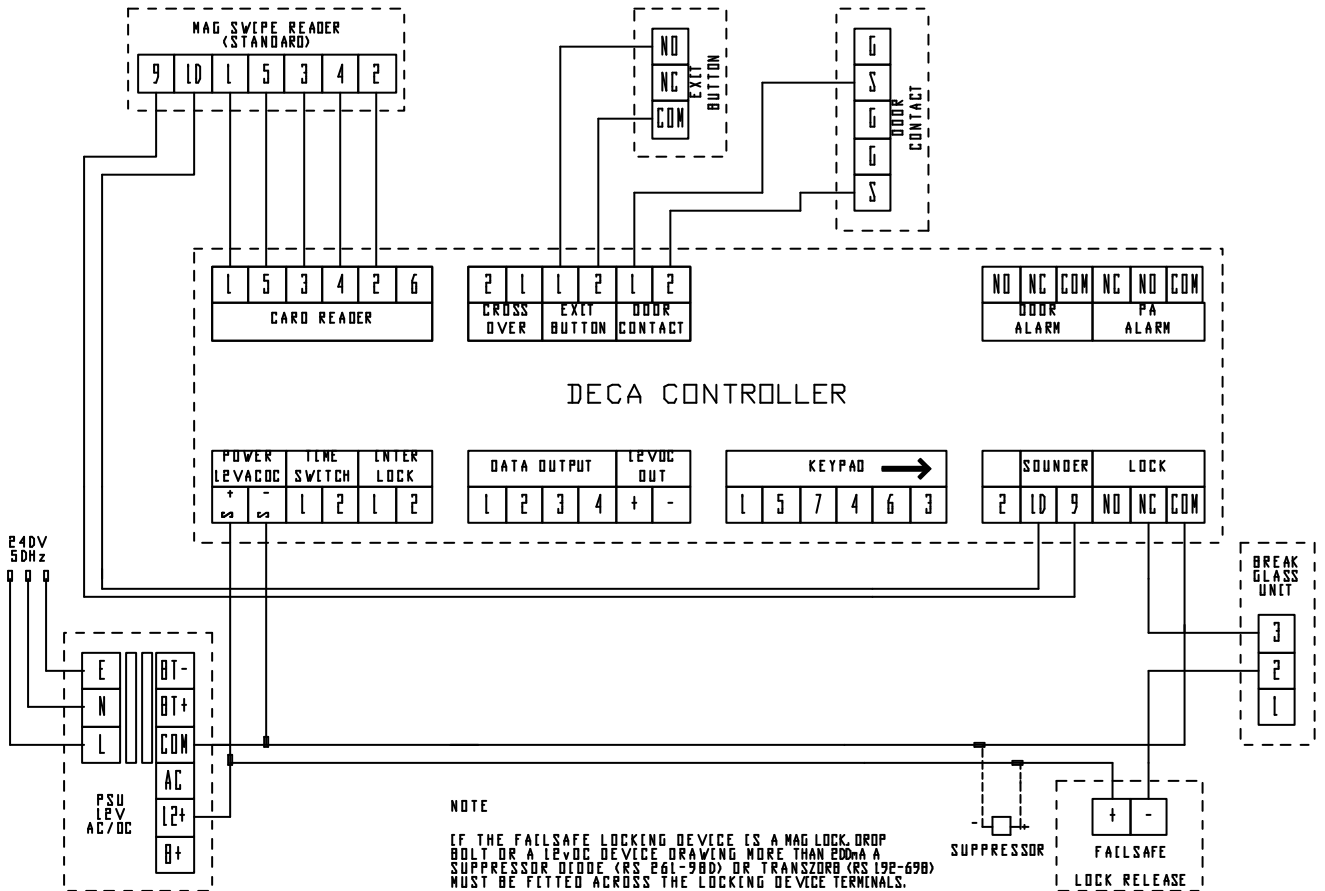 MAG SWIPE READER
(STANDARD)
9 10 1 5 3 4 2
NO
NC
COM
EXIT
BUTTON
G
S
G
G
S
DOOR
CONTACT
1 5 3 4 2 6
CARD READER
2 1 1 2 1 2
CROSS
OVER
EXIT
BUTTON
DOOR
CONTACT
NO NC COM NC NO COM
DOOR
ALARM
PA
ALARM
DECA CONTROLLER
POWER
12VACDC
TIME
SWITCH
INTER
LOCK
+ - 1 2 1 2
DATA OUTPUT
12VDC
OUT
1 2 3 4 + -
KEYPAD
1 5 7 4 6 3
SOUNDER
LOCK
2 10 9 NO NC COM
240V
50Hz
BREAK
GLASS
UNIT
3
2
1
E
N
L
BT-
BT+
COM
AC
12+
B+
PSU
12V
AC/DC
NOTE
IF THE FAILSAFE LOCKING DEVICE IS A MAG LOCK, DROP
BOLT OR A 12vDC DEVICE DRAWING MORE THAN 200mA A
SUPPRESSOR DIODE (RS 261-980) OR TRANSZORB (RS 192-698)
MUST BE FITTED ACROSS THE LOCKING DEVICE TERMINALS.
- +
SUPPRESSOR
+ -
FAILSAFE
LOCK RELEASE